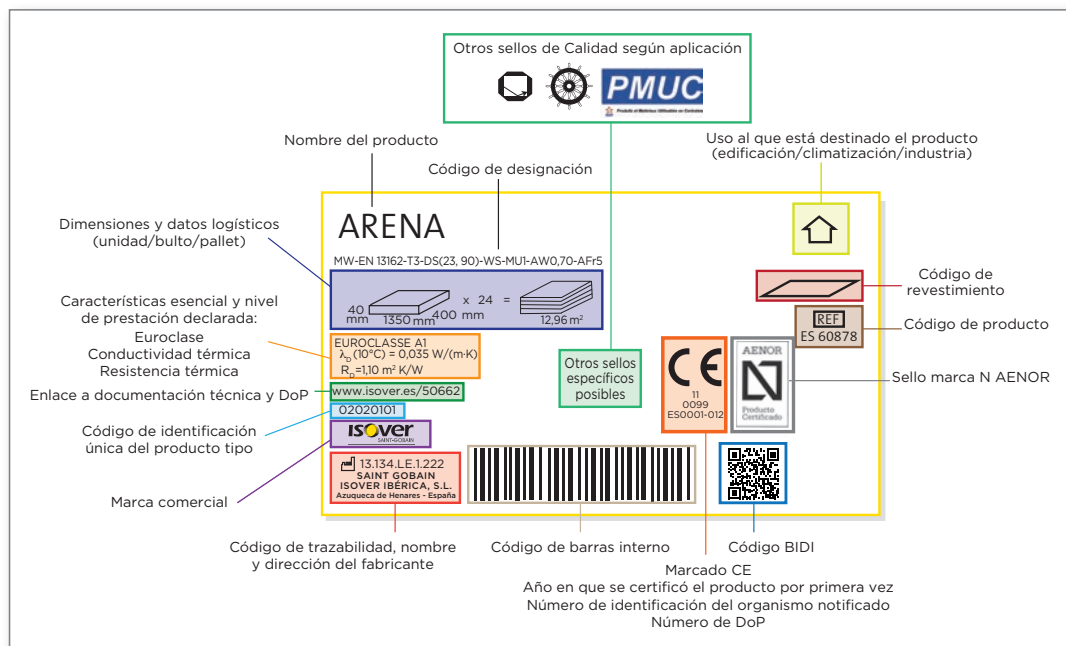 Otros sellos de Calidad según aplicación
PMUC
Nombre del producto
Código de designación
Uso al que está destinado el producto
(edificación/climatización/industria)
Dimensiones y datos logísticos
(unidad/bulto/pallet)
ARENA
MW-EN 13162-T3-DS(23, 90)-WS-MU1-AW0,70-AFr5
40 mm
1350 mm
400 mm
x 24 =
12,96 m²
Código de
revestimiento
Características esencial y nivel
de prestación declarada:
Euroclase
Conductividad térmica
Resistencia térmica
EUROCLASSE A1
λD(10°C) = 0,035 W/(m·K)
RD=1,10 m² K/W
REF
ES 60878
Código de producto
Otros sellos
específicos
posibles
CE
11
0099
ES0001-012
AENOR
N
Producto
Certificado
Sello marca N AENOR
Enlace a documentación técnica y DoP
www.isover.es/50662
Código de identificación
única del producto tipo
02020101
isover
SAINT-GOBAIN
Marca comercial
13.134.LE.1.222
SAINT GOBAIN
ISOVER IBÉRICA, S.L.
Azuqueca de Henares - España
Código de trazabilidad, nombre
y dirección del fabricante
Código de barras interno
Código BIDI
Marcado CE
Año en que se certificó el producto por primera vez
Número de identificación del organismo notificado
Número de DoP